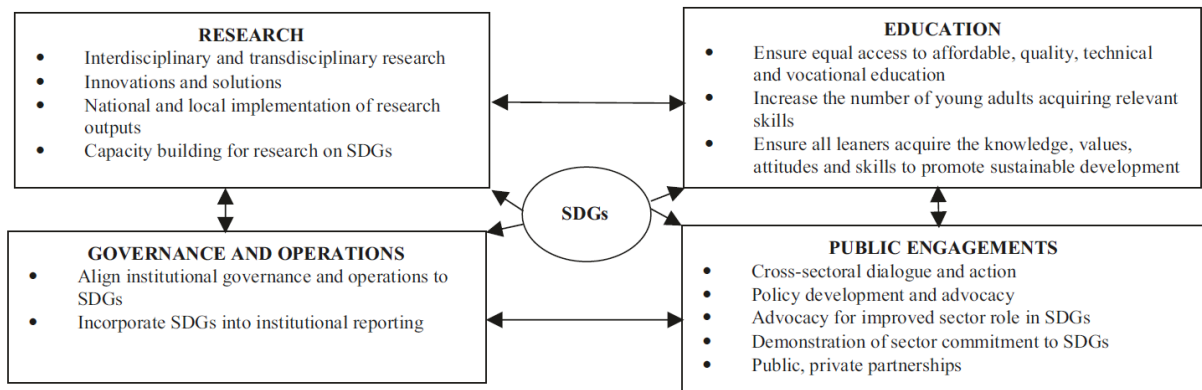 RESEARCH
• Interdisciplinary and transdisciplinary research
• Innovations and solutions
• National and local implementation of research
outputs
• Capacity building for research on SDGs
EDUCATION
• Ensure equal access to affordable, quality, technical
and vocational education
• Increase the number of young adults acquiring relevant
skills
• Ensure all leaners acquire the knowledge, values,
attitudes and skills to promote sustainable development
SDGs
GOVERNANCE AND OPERATIONS
• Align institutional governance and operations to
SDGs
• Incorporate SDGs into institutional reporting
PUBLIC ENGAGEMENTS
• Cross-sectoral dialogue and action
• Policy development and advocacy
• Advocacy for improved sector role in SDGs
• Demonstration of sector commitment to SDGs
• Public, private partnerships